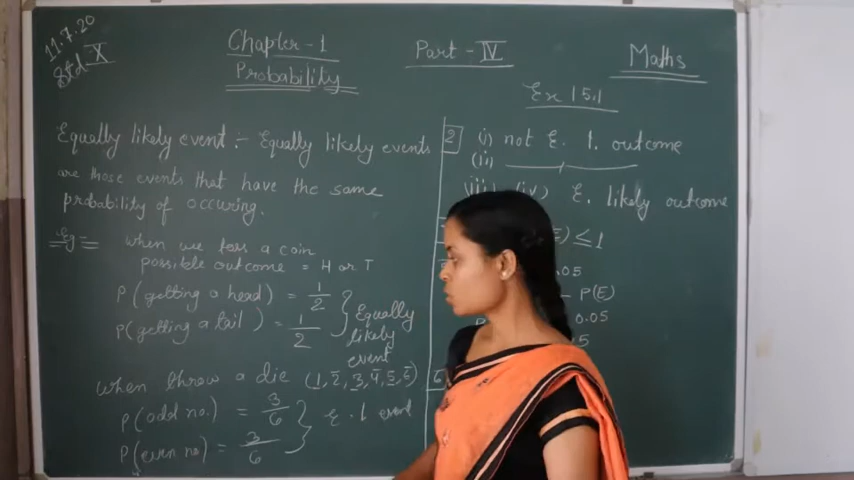 11.7.20
Std X
Chapter-1
Probability
Part-IV
Maths
Ex 15.1
Equally likely event :- Equally likely events
are those events that have the same
probability of occuring.
Eg
when we toss a coin
possible outcome = H or T
P(getting a head) = 1/2
P(getting a tail) = 1/2
Equally
likely
event
when throw a die (1,2,3,4,5,6)
P(odd no.) = 3/6
P(even no) = 3/6
E.l event
2 (i) not E. l. outcome
(ii)
(iii) (iv) E. likely outcome
≤1
.05
- P(E)
0.05
5
6